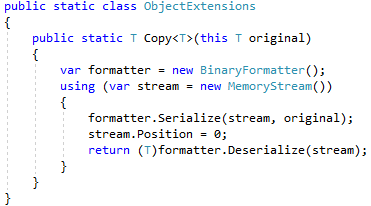 public static class ObjectExtensions
{
    public static T Copy<T>(this T original)
    {
        var formatter = new BinaryFormatter();
        using (var stream = new MemoryStream())
        {
            formatter.Serialize(stream, original);
            stream.Position = 0;
            return (T)formatter.Deserialize(stream);
        }
    }
}